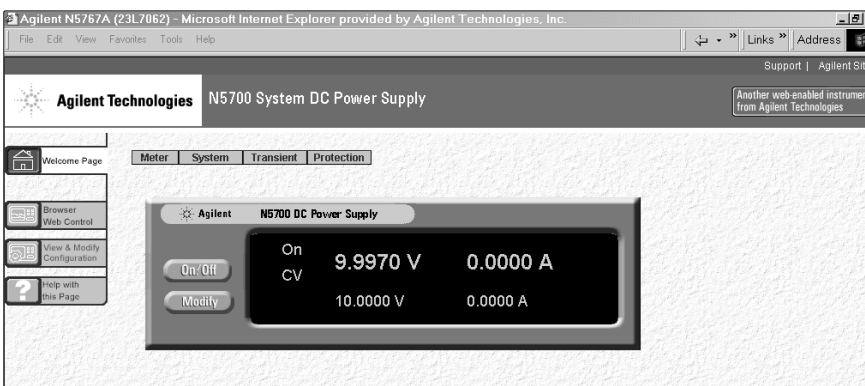 Agilent N5767A (23L7062) - Microsoft Internet Explorer provided by Agilent Technologies, Inc.
File Edit View Favorites Tools Help
Links » Address
Support | Agilent Sit
Agilent Technologies
N5700 System DC Power Supply
Another web-enabled instrumen
from Agilent Technologies
Welcome Page
Meter System Transient Protection
Browser
Web Control
View & Modify
Configuration
Help with
this Page
Agilent N5700 DC Power Supply
On/Off
Modify
On
CV
9.9970 V 0.0000 A
10.0000 V 0.0000 A